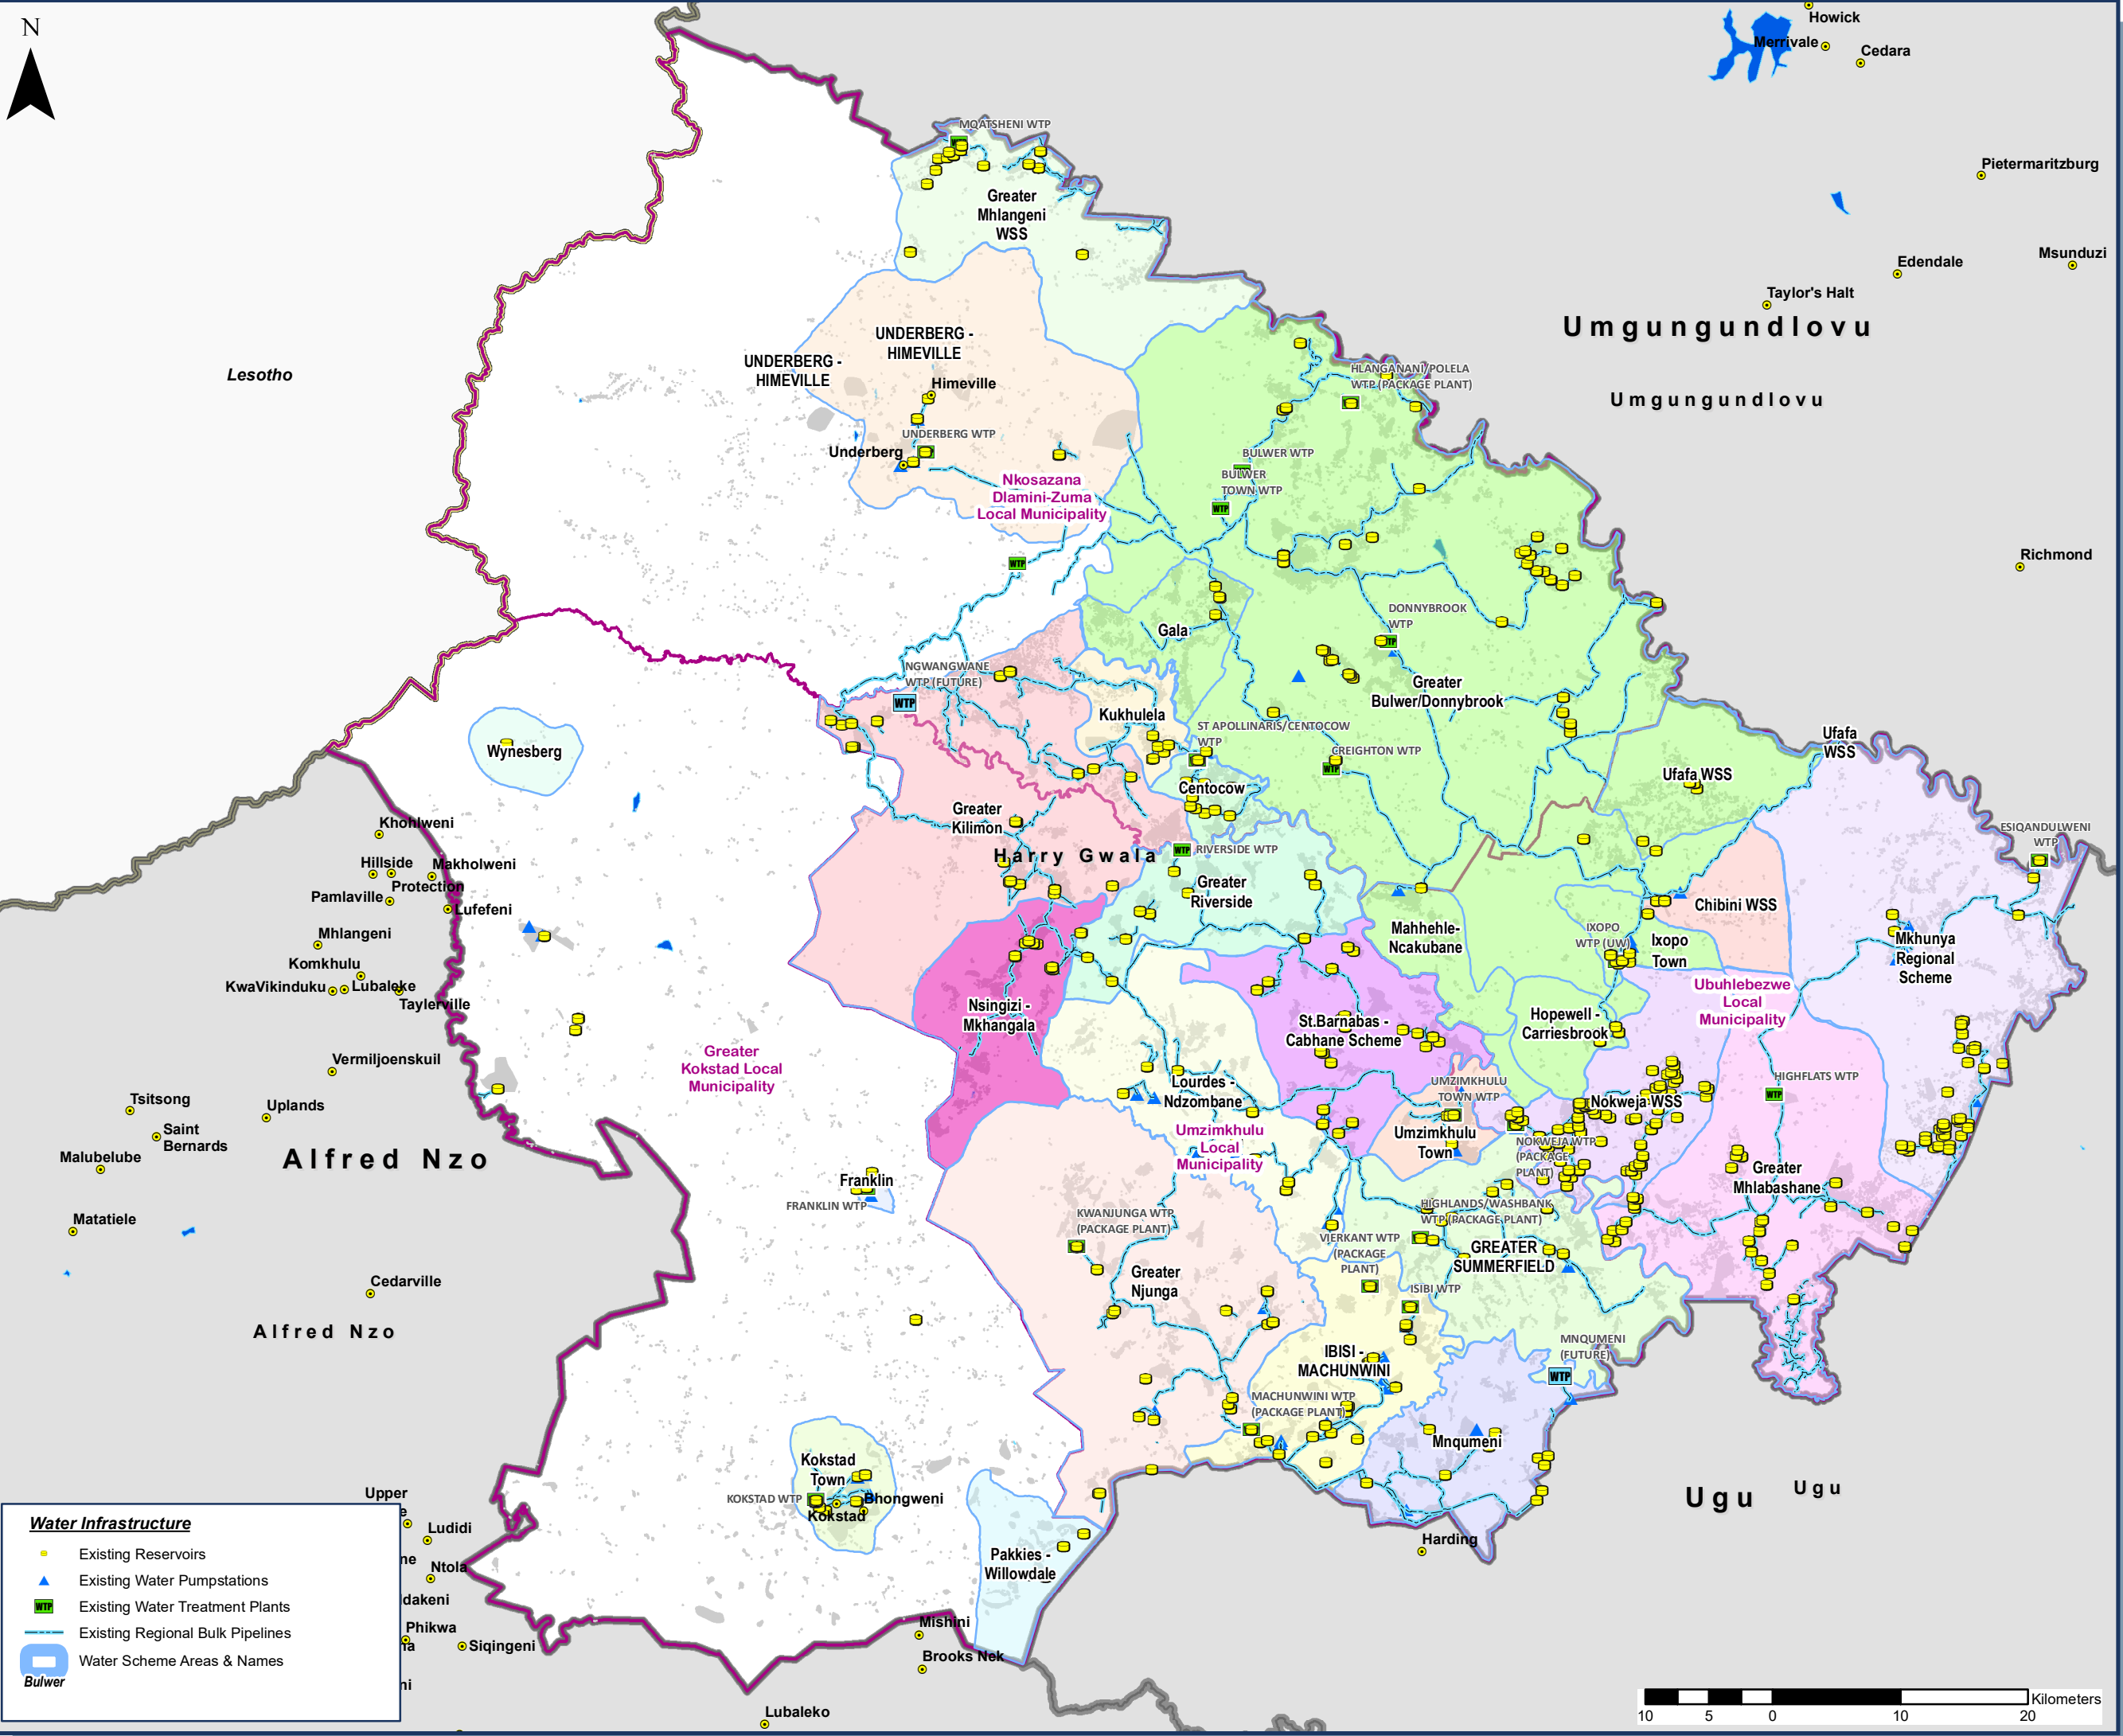 N
Howick
Merrivale
Cedara
MQATSHENI WTP
Pietermaritzburg
Greater
Mhlangeni
WSS
Msunduzi
Edendale
Taylor's Halt
Umgungundlovu
UNDERBERG -
HIMEVILLE
UNDERBERG -
HIMEVILLE
Lesotho
HLANGANANI/POLELA
WTP (PACKAGE PLANT)
Himeville
Umgungundlovu
UNDERBERG WTP
Underberg
BULWER WTP
BULWER
TOWN WTP
Nkosazana
Dlamini-Zuma
Local Municipality
WTP
WTP
Richmond
DONNYBROOK
WTP
Gala
NGWANGWANE
WTP (FUTURE)
WTP
Greater
Bulwer/Donnybrook
Kukhulela
ST APOLLINARIS/CENTOCOW
WTP
CREIGHTON WTP
WTP
Ufafa
WSS
Wynesberg
Ufafa WSS
Centocow
Greater
Kilimon
Khohlweni
ESIQANDULWENI
WTP
Harry Gwala
WTP
RIVERSIDE WTP
Hillside
Makholweni
Protection
Pamlaville
Lufefeni
Greater
Riverside
Chibini WSS
Mhlangeni
Mahhehle-
Ncakubane
IXOPO
WTP (UW)
Ixopo
Town
Mkhunya
Regional
Scheme
Komkhulu
KwaVikinduku
Lubaleke
Taylerville
Nsingizi -
Mkhangala
St.Barnabas -
Cabhane Scheme
Hopewell -
Carriesbrook
Ubuhlebezwe
Local
Municipality
Vermiljoenskuil
Greater
Kokstad Local
Municipality
Lourdes -
Ndzombane
UMZIMKHULU
TOWN WTP
HIGHFLATS WTP
WTP
Tsitsong
Uplands
Nokweja WSS
Saint
Bernards
Umzimkhulu
Local
Municipality
Umzimkhulu
Town
NOKWEJA WTP
(PACKAGE
PLANT)
Malubelube
Alfred Nzo
Greater
Mhlabashane
Franklin
FRANKLIN WTP
Matatiele
KWANJUNGA WTP
(PACKAGE PLANT)
HIGHLANDS/WASHBANK
WTP (PACKAGE PLANT)
VIERKANT WTP
(PACKAGE
PLANT)
GREATER
SUMMERFIELD
Cedarville
Greater
Njunga
ISIBI WTP
Alfred Nzo
MNQUMENI
(FUTURE)
WTP
IBISI -
MACHUNWINI
MACHUNWINI WTP
(PACKAGE PLANT)
Mnqumeni
Kokstad
Town
KOKSTAD WTP
Bhongweni
Kokstad
Ugu
Ugu
Harding
Pakkies -
Willowdale
Upper
e
Ludidi
ne
Ntola
dakeni
Phikwa
na
Siqingeni
ni
Mishini
Brooks Nek
Lubaleko
Water Infrastructure
Existing Reservoirs
Existing Water Pumpstations
WTP
Existing Water Treatment Plants
Existing Regional Bulk Pipelines
Water Scheme Areas & Names
Bulwer
Kilometers
10 5 0 10 20